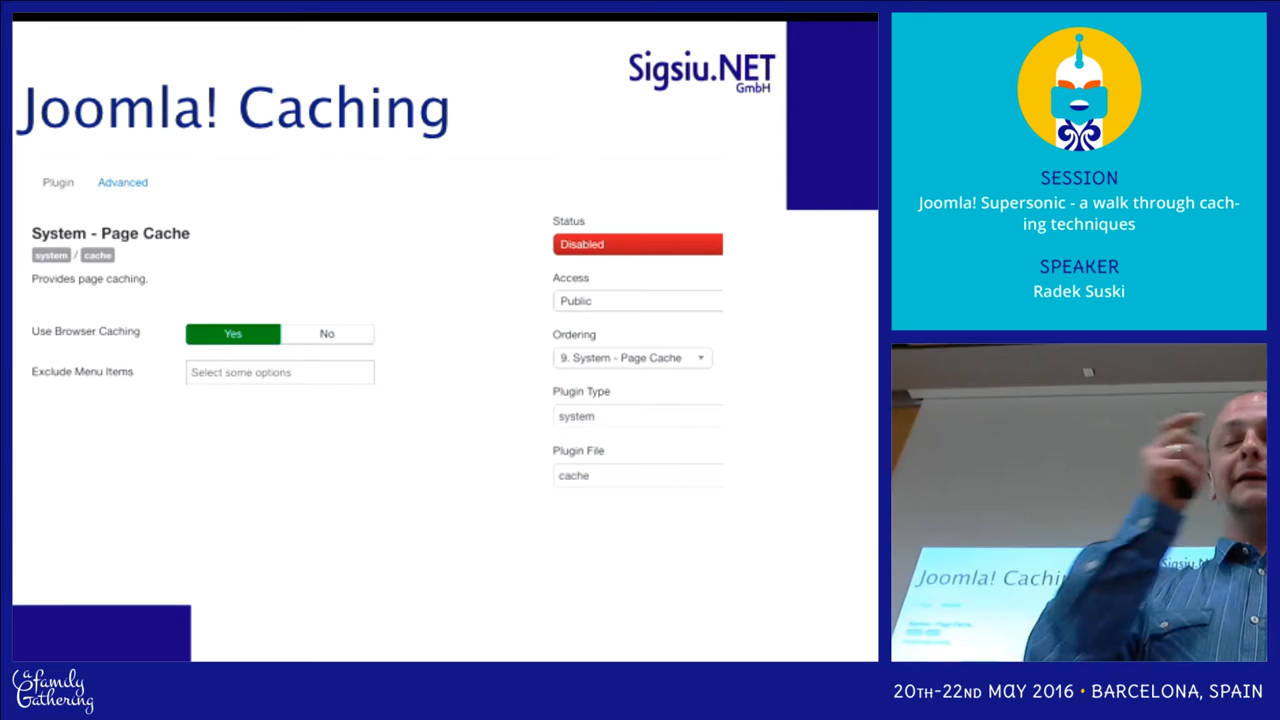 Sigsiu.NET
GmbH
Joomla! Caching
Plugin Advanced
System - Page Cache
system / cache
Provides page caching.
Use Browser Caching Yes No
Exclude Menu Items Select some options
Status
Disabled
Access
Public
Ordering
9. System - Page Cache
Plugin Type
system
Plugin File
cache
SESSION
Joomla! Supersonic - a walk through cach-
ing techniques
SPEAKER
Radek Suski
Joomla! Cachi
Sigsiu.N
a family
Gathering
20TH-22ND MAY 2016 • BARCELONA, SPAIN